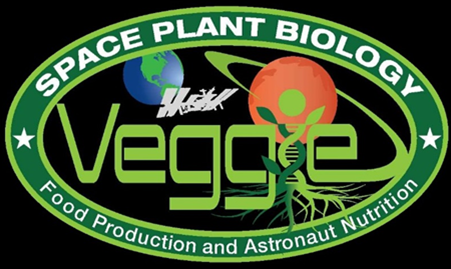 SPACE PLANT BIOLOGY
Veggie
Food Production and Astronaut Nutrition